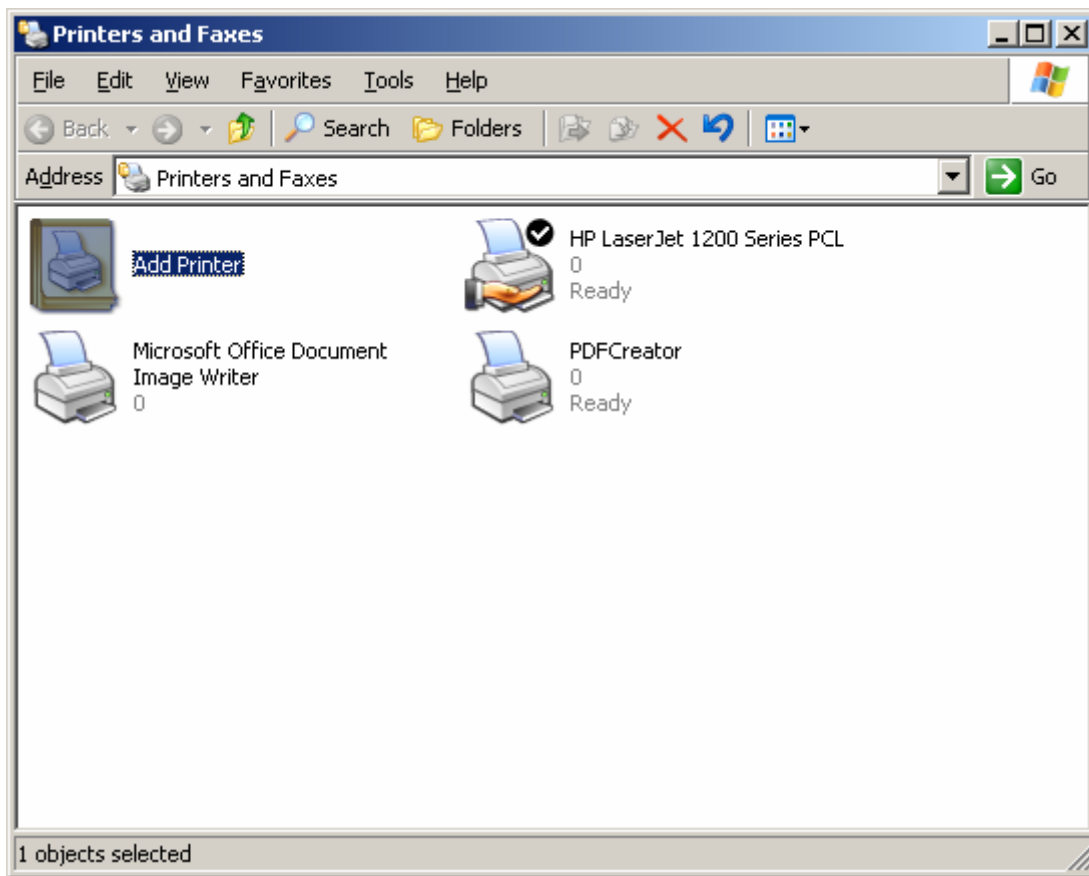 Printers and Faxes
File Edit View Favorites Tools Help
Back Search Folders
Address Printers and Faxes Go
Add Printer
HP LaserJet 1200 Series PCL
0
Ready
Microsoft Office Document
Image Writer
0
PDFCreator
0
Ready
1 objects selected